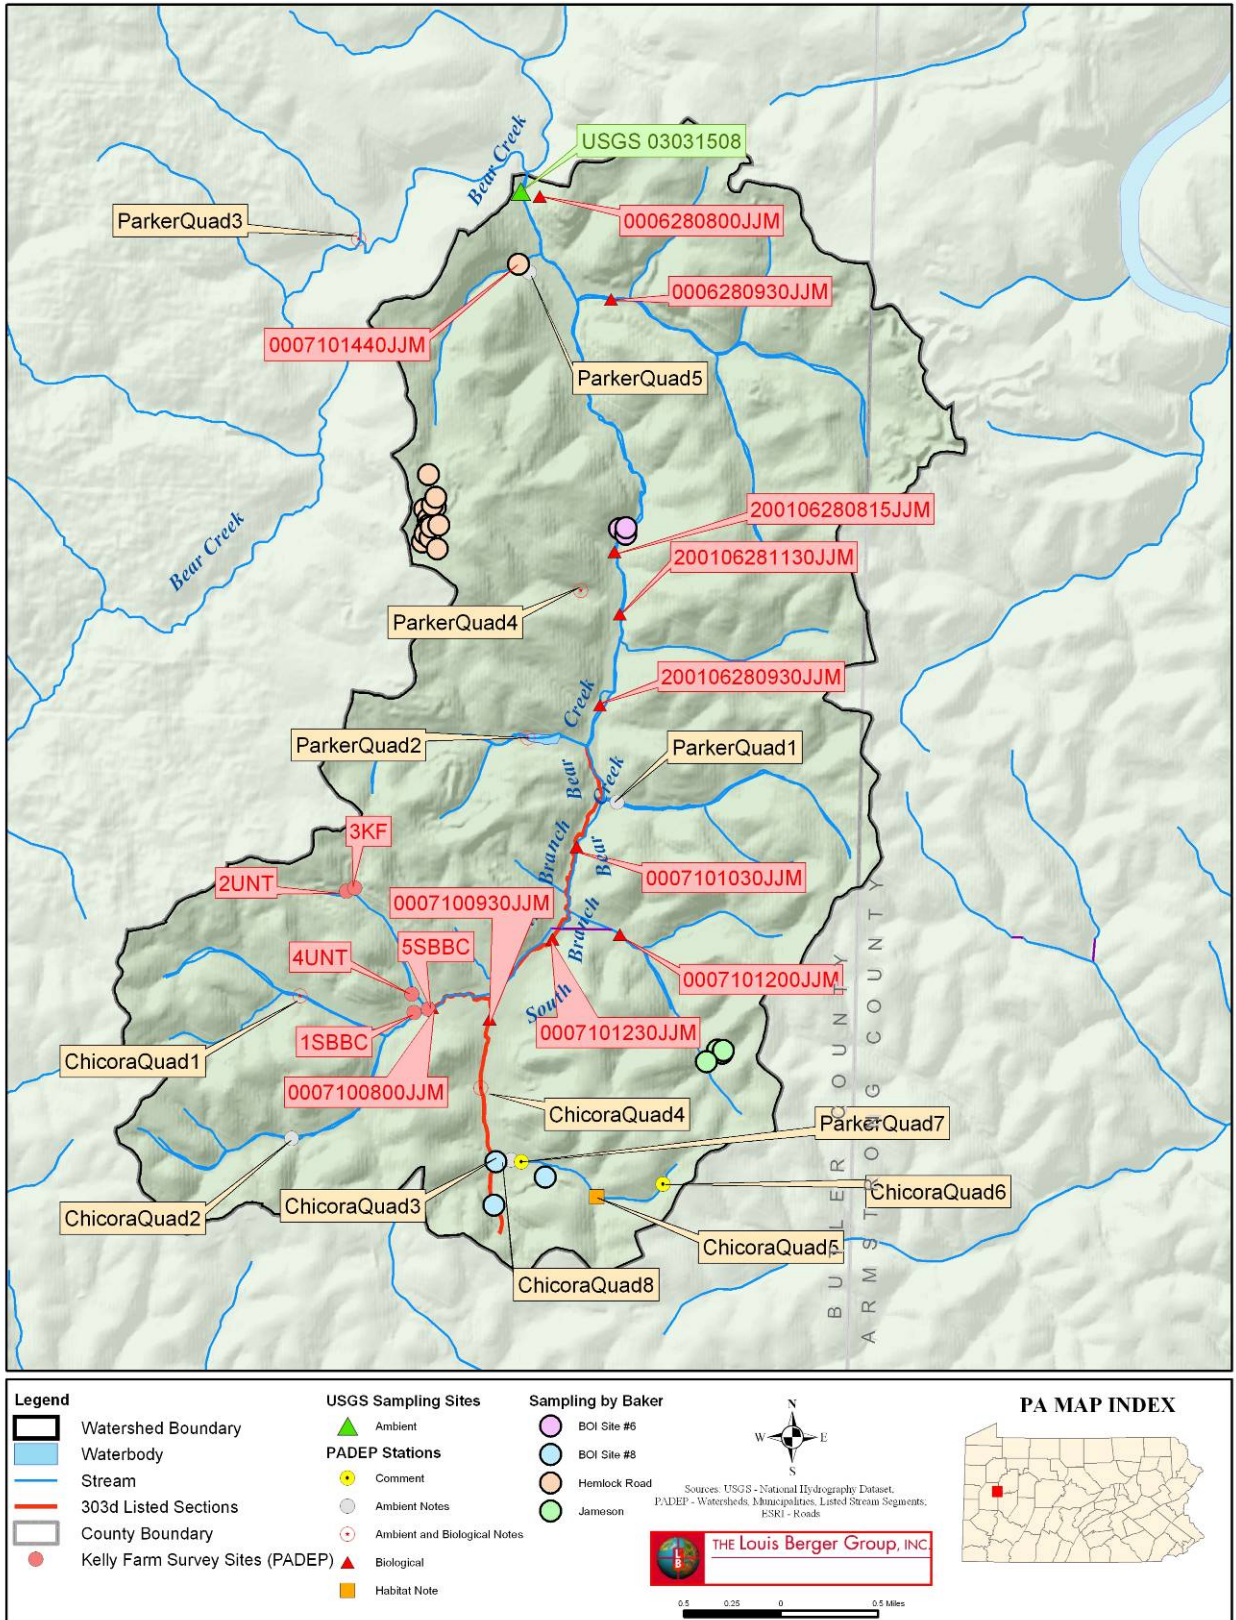 USGS 03031508
Bear Creek
ParkerQuad3
0006280800JJM
0006280930JJM
0007101440JJM
ParkerQuad5
200106280815JJM
Bear Creek
200106281130JJM
ParkerQuad4
200106280930JJM
Creek
ParkerQuad2
ParkerQuad1
Bear
Creek
3KF
Branch
Bear
2UNT
0007101030JJM
0007100930JJM
Branch
4UNT
5SBBC
0007101200JJM
South
0007101230JJM
1SBBC
ChicoraQuad1
0007100800JJM
ChicoraQuad4
ParkerQuad7
ChicoraQuad6
ChicoraQuad3
ChicoraQuad2
ChicoraQuad5
ChicoraQuad8
BUTLER COUNTY
ARMSTRONG COUNTY
Legend
Watershed Boundary
Waterbody
Stream
303d Listed Sections
County Boundary
Kelly Farm Survey Sites (PADEP)
USGS Sampling Sites
Ambient
PADEP Stations
Comment
Ambient Notes
Ambient and Biological Notes
Biological
Habitat Note
Sampling by Baker
BOI Site #6
BOI Site #8
Hemlock Road
Jameson
N
W E
S
Sources: USGS - National Hydrography Dataset,
PADEP - Watersheds, Municipalities, Listed Stream Segments;
ESRI - Roads
L
B
THE Louis Berger Group, INC.
0.5 0.25 0 0.5 Miles
PA MAP INDEX